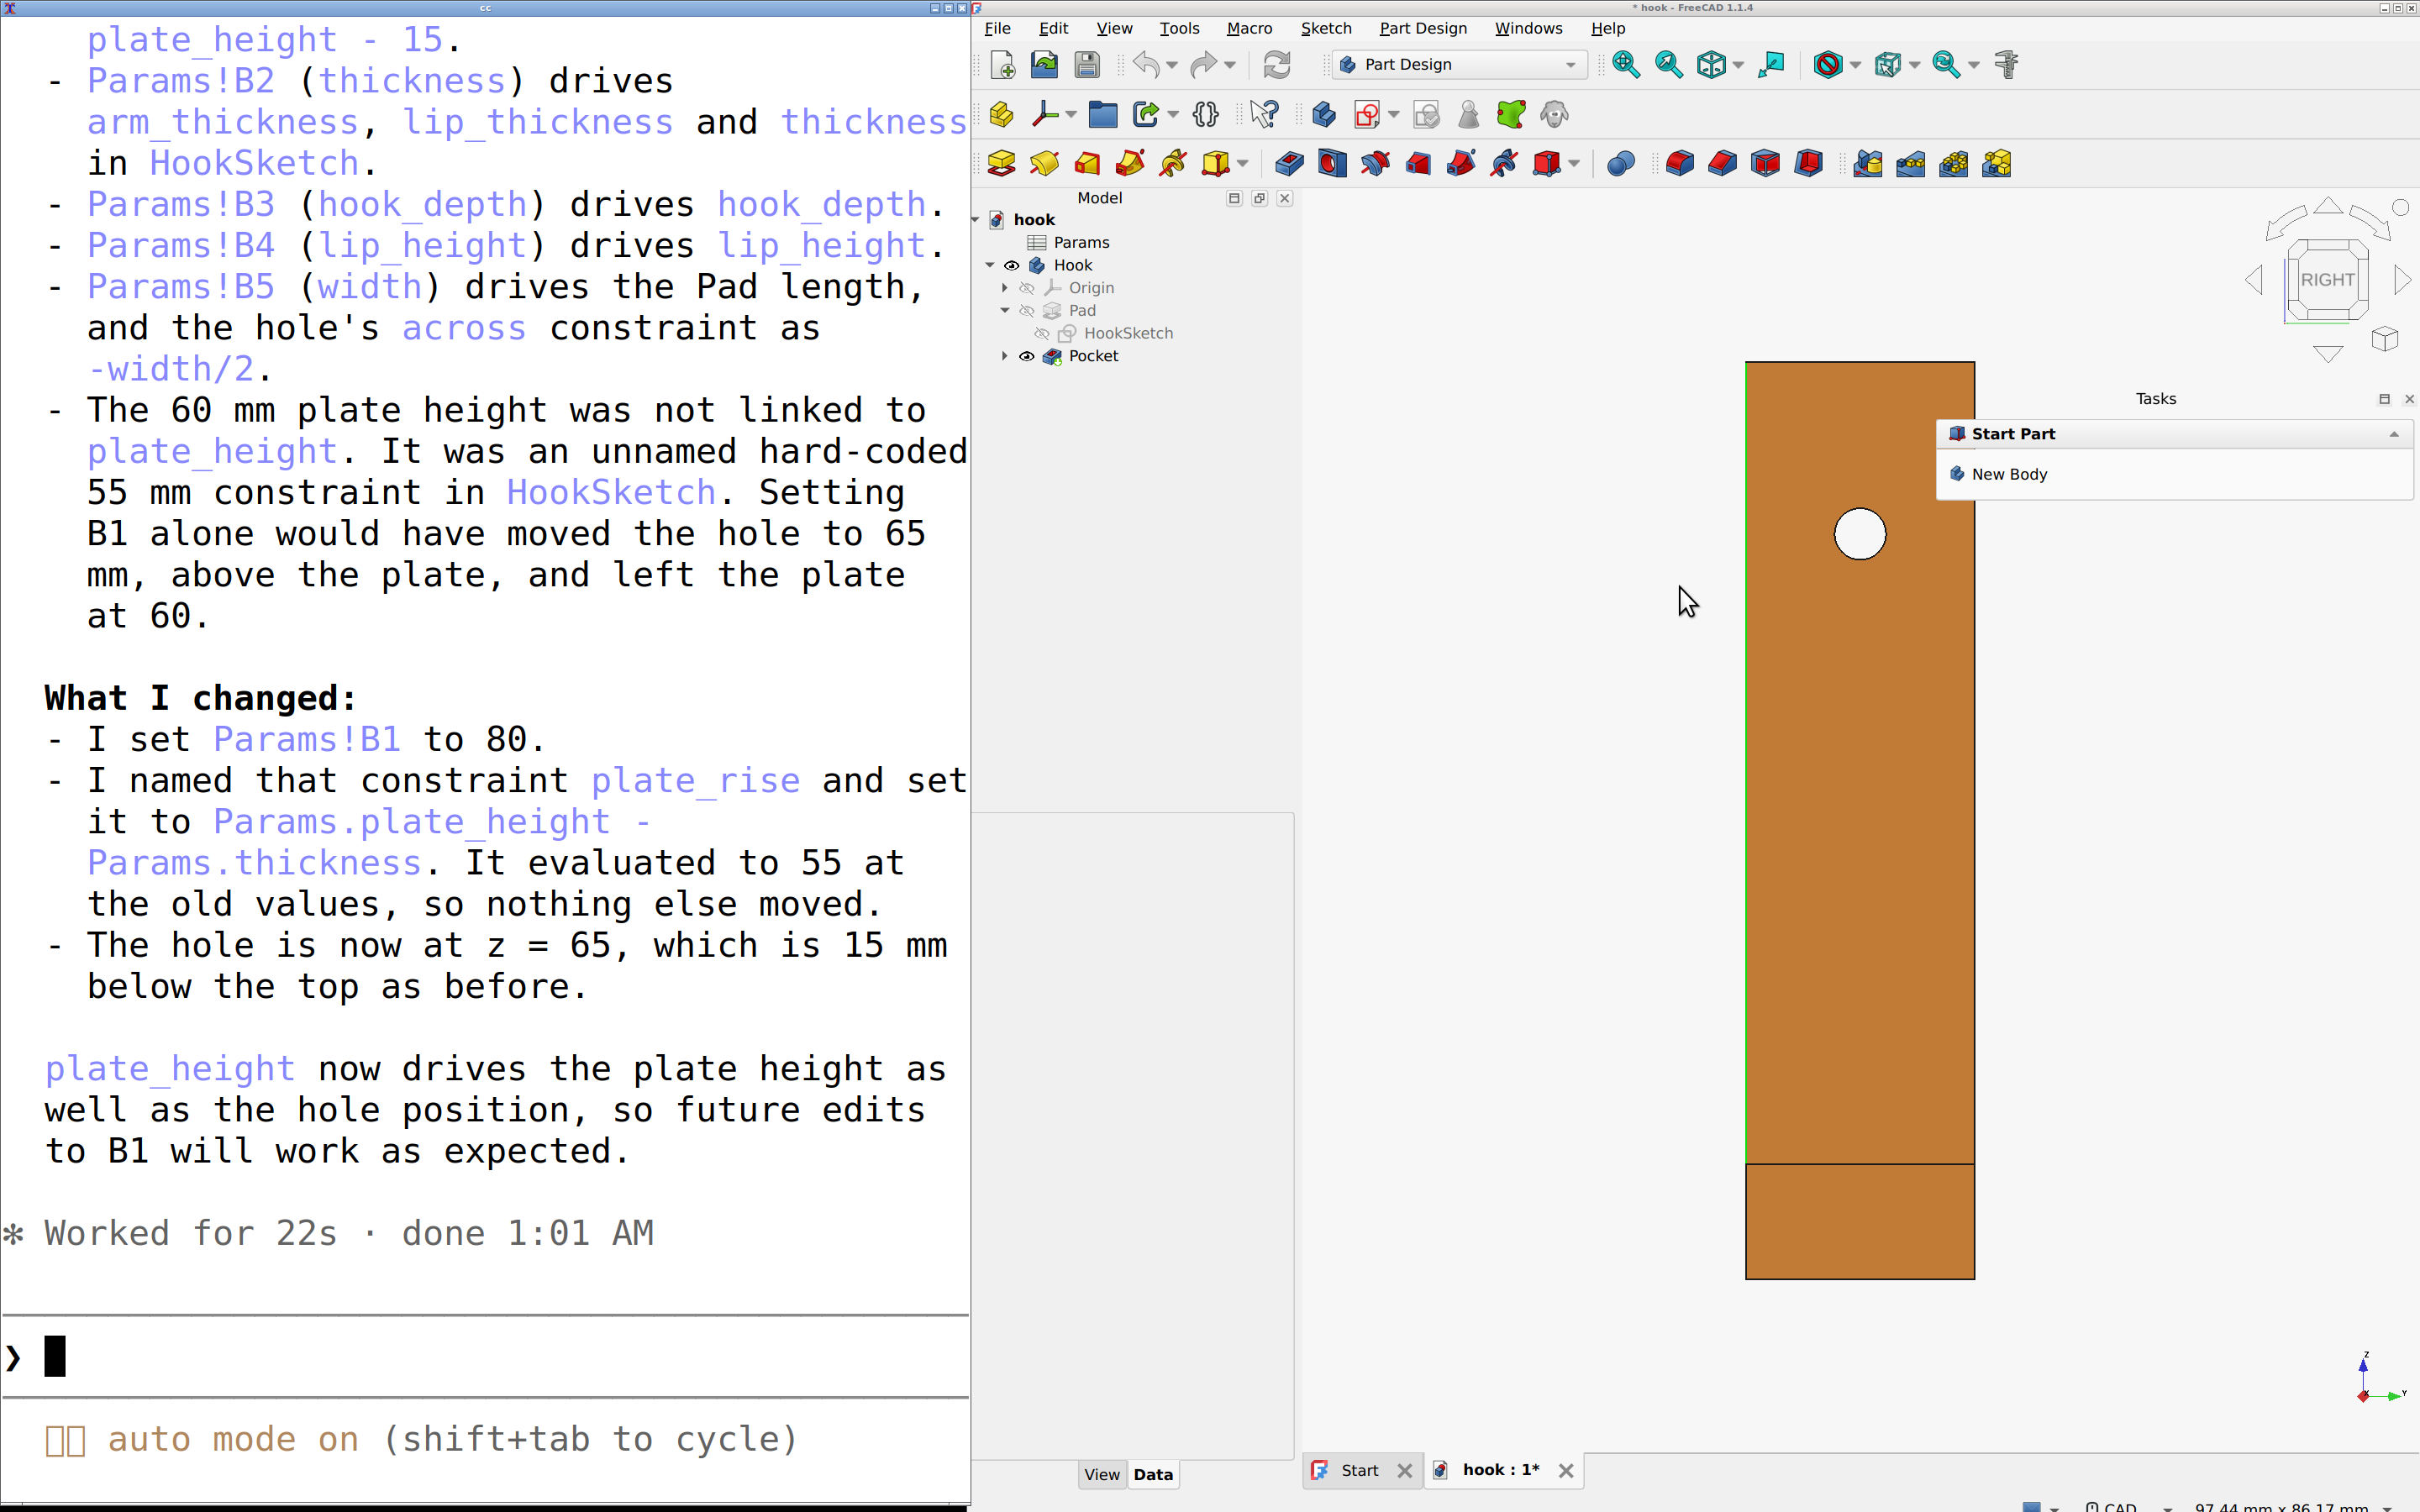 cc
plate_height - 15.
- Params!B2 (thickness) drives
arm_thickness, lip_thickness and thickness
in HookSketch.
- Params!B3 (hook_depth) drives hook_depth.
- Params!B4 (lip_height) drives lip_height.
- Params!B5 (width) drives the Pad length,
and the hole's across constraint as
-width/2.
- The 60 mm plate height was not linked to
plate_height. It was an unnamed hard-coded
55 mm constraint in HookSketch. Setting
B1 alone would have moved the hole to 65
mm, above the plate, and left the plate
at 60.
What I changed:
- I set Params!B1 to 80.
- I named that constraint plate_rise and set
it to Params.plate_height -
Params.thickness. It evaluated to 55 at
the old values, so nothing else moved.
- The hole is now at z = 65, which is 15 mm
below the top as before.
plate_height now drives the plate height as
well as the hole position, so future edits
to B1 will work as expected.
✻ Worked for 22s · done 1:01 AM
❯
auto mode on (shift+tab to cycle)
* hook - FreeCAD 1.1.4
File Edit View Tools Macro Sketch Part Design Windows Help
Part Design
Model
hook
Params
Hook
Origin
Pad
HookSketch
Pocket
RIGHT
Tasks
Start Part
New Body
Z
X
Y
View Data
Start
hook : 1*
CAD
97.44 mm x 86.17 mm